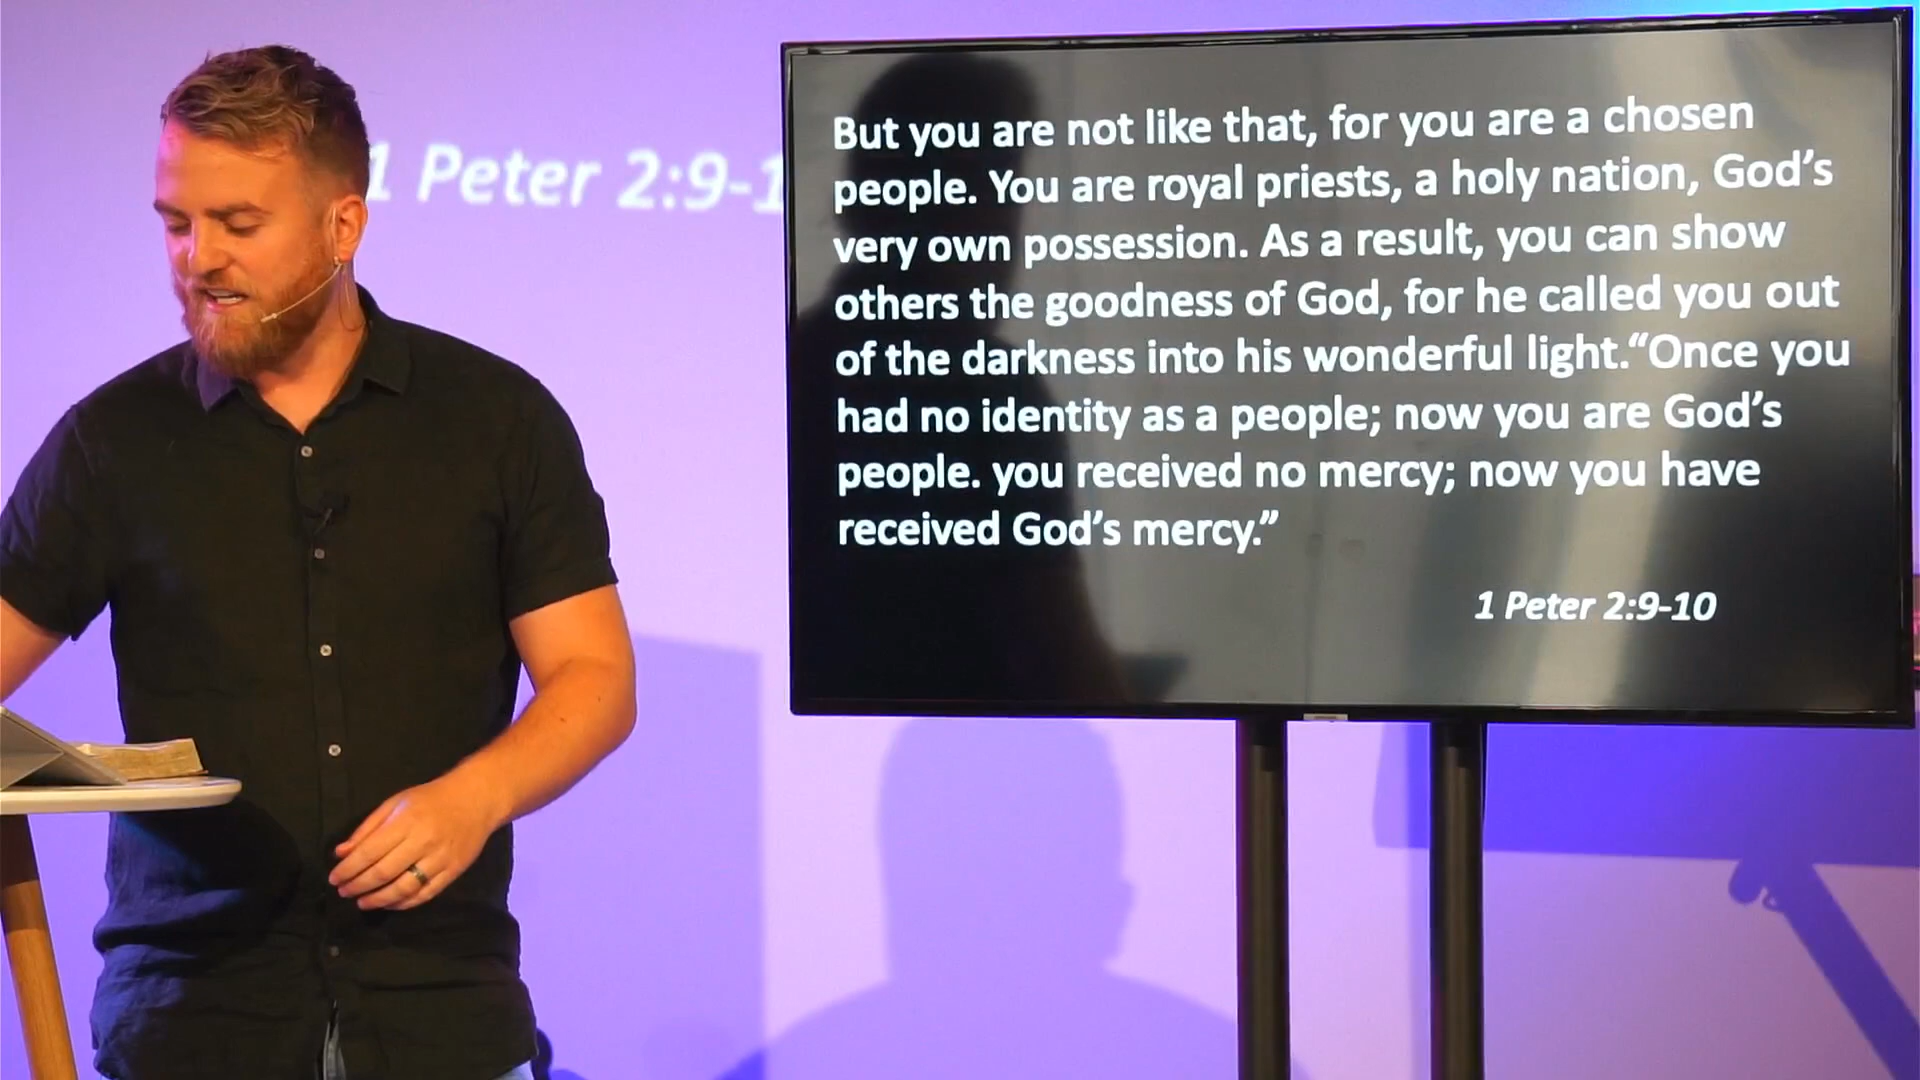 1 Peter 2:9-1
But you are not like that, for you are a chosen
people. You are royal priests, a holy nation, God's
very own possession. As a result, you can show
others the goodness of God, for he called you out
of the darkness into his wonderful light.“Once you
had no identity as a people; now you are God's
people. you received no mercy; now you have
received God's mercy.”
1 Peter 2:9-10